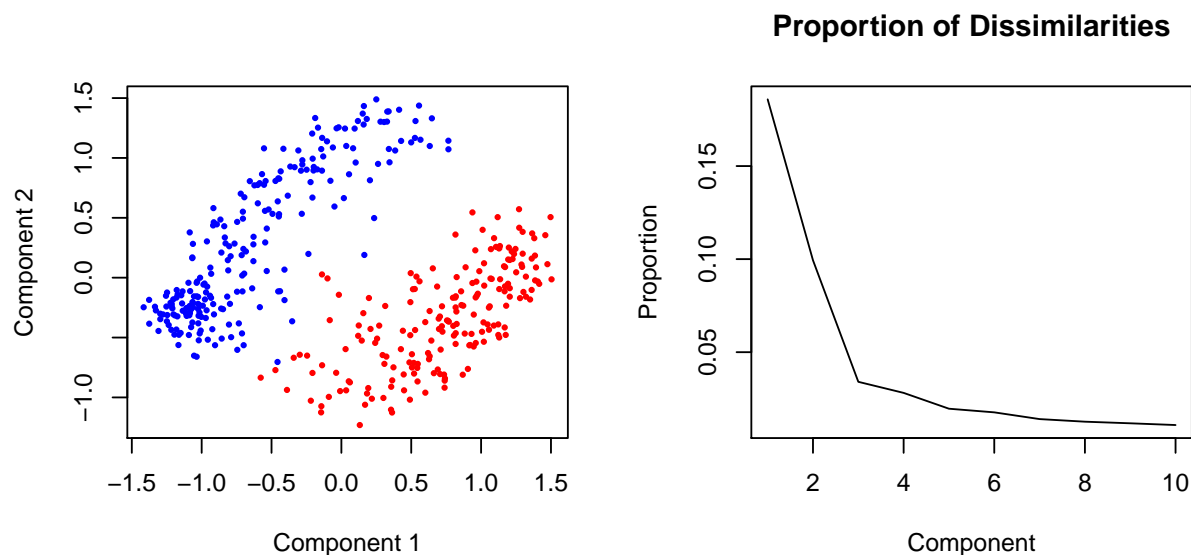 Proportion of Dissimilarities
1.5
1.0
0.5
0.0
−0.5
−1.0
Component 2
−1.5 −1.0 −0.5 0.0 0.5 1.0 1.5
Component 1
0.15
0.10
0.05
Proportion
2 4 6 8 10
Component